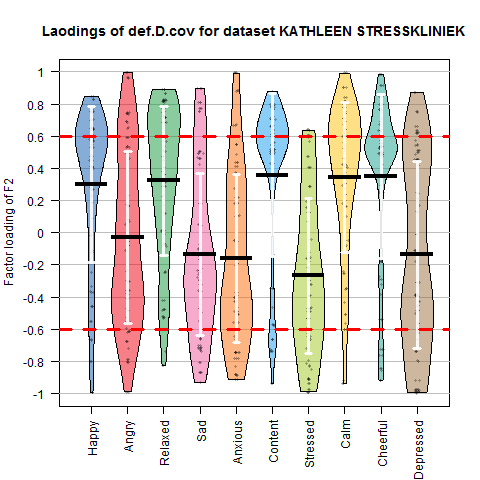 Laodings of def.D.cov for dataset KATHLEEN STRESSKLINIEK
Factor loading of F2
1
0.8
0.6
0.4
0.2
0
-0.2
-0.4
-0.6
-0.8
-1
Happy
Angry
Relaxed
Sad
Anxious
Content
Stressed
Calm
Cheerful
Depressed